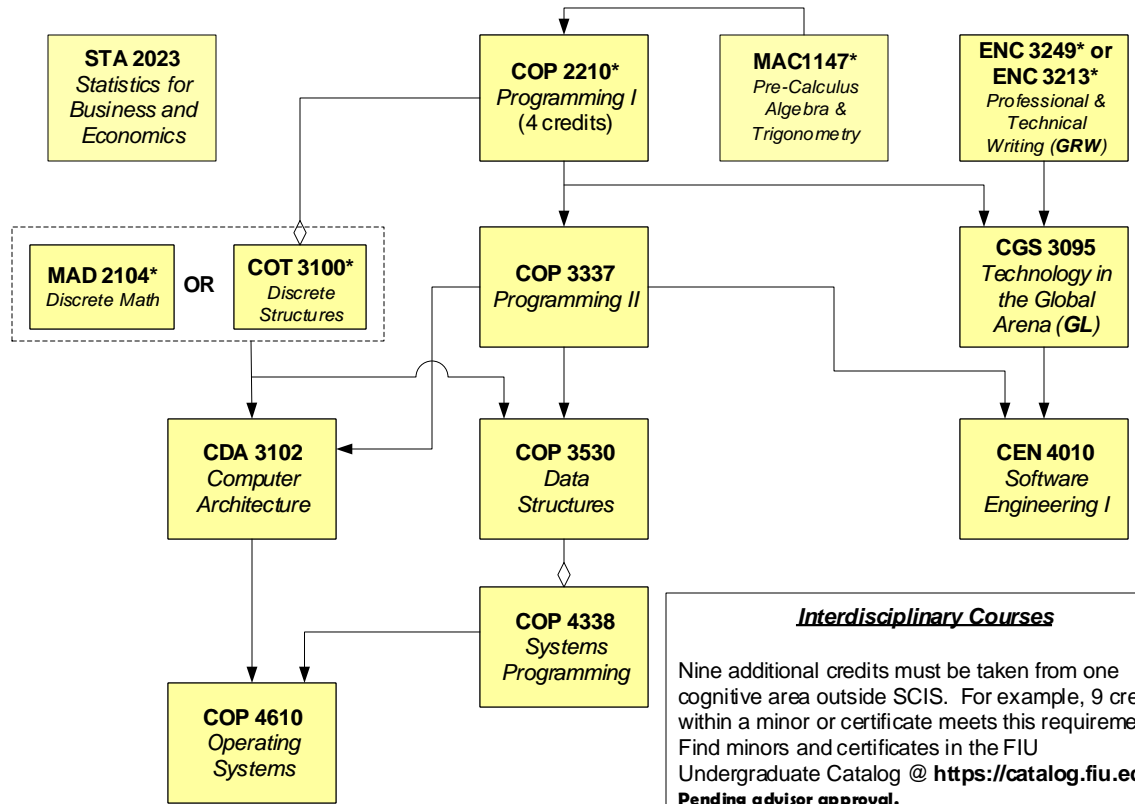 STA 2023
Statistics for
Business and
Economics
COP 2210*
Programming I
(4 credits)
MAC1147*
Pre-Calculus
Algebra &
Trigonometry
ENC 3249* or
ENC 3213*
Professional &
Technical
Writing (GRW)
MAD 2104*
Discrete Math
OR
COT 3100*
Discrete
Structures
COP 3337
Programming II
CGS 3095
Technology in
the Global
Arena (GL)
CDA 3102
Computer
Architecture
COP 3530
Data
Structures
CEN 4010
Software
Engineering I
COP 4338
Systems
Programming
COP 4610
Operating
Systems
Interdisciplinary Courses
Nine additional credits must be taken from one
cognitive area outside SCIS. For example, 9
within a minor or certificate meets this
Find minors and certificates in the FIU
Undergraduate Catalog @ https://catalog.fiu.ed
Pending advisor approval.